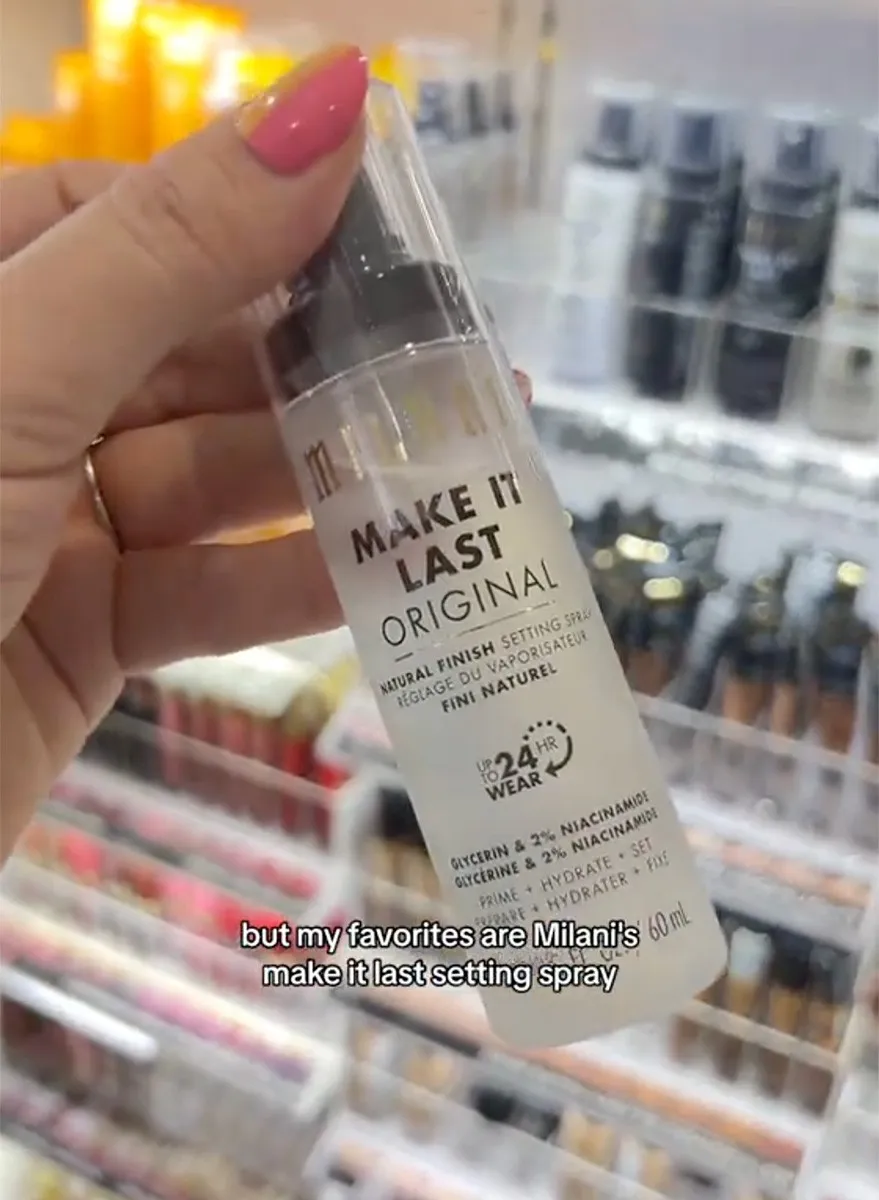 milani
MAKE IT
LAST
ORIGINAL
NATURAL FINISH SETTING SPRAY
RÉGLAGE DU VAPORISATEUR
FINI NATUREL
UP TO 24 HR
WEAR
GLYCERIN & 2% NIACINAMIDE
GLYCÉRINE & 2% NIACINAMIDE
PRIME + HYDRATE + SET
PRÉPARE + HYDRATER + FIXE
60 mL
but my favorites are Milani's
make it last setting spray